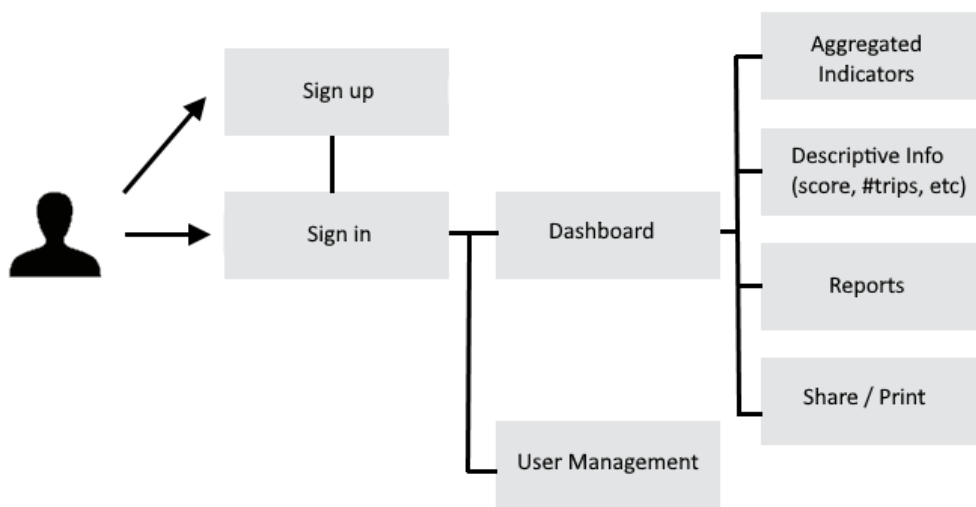 Sign up
Sign in
Dashboard
User Management
Aggregated
Indicators
Descriptive Info
(score, #trips, etc)
Reports
Share / Print